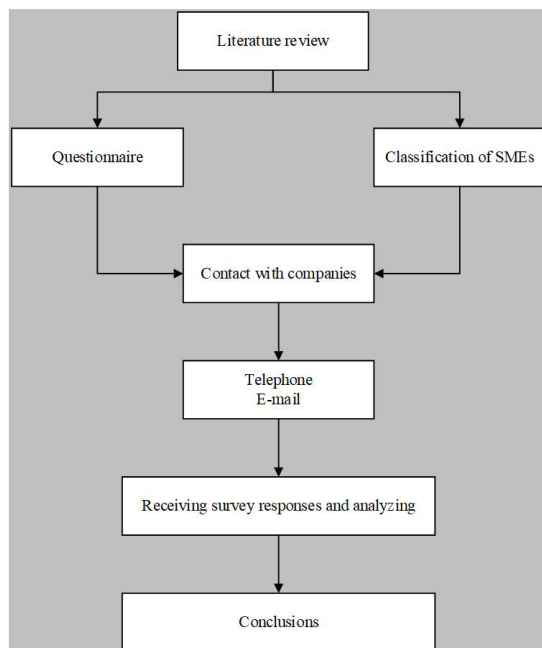 Literature review
Questionnaire
Classification of SMEs
Contact with companies
Telephone
E-mail
Receiving survey responses and analyzing
Conclusions